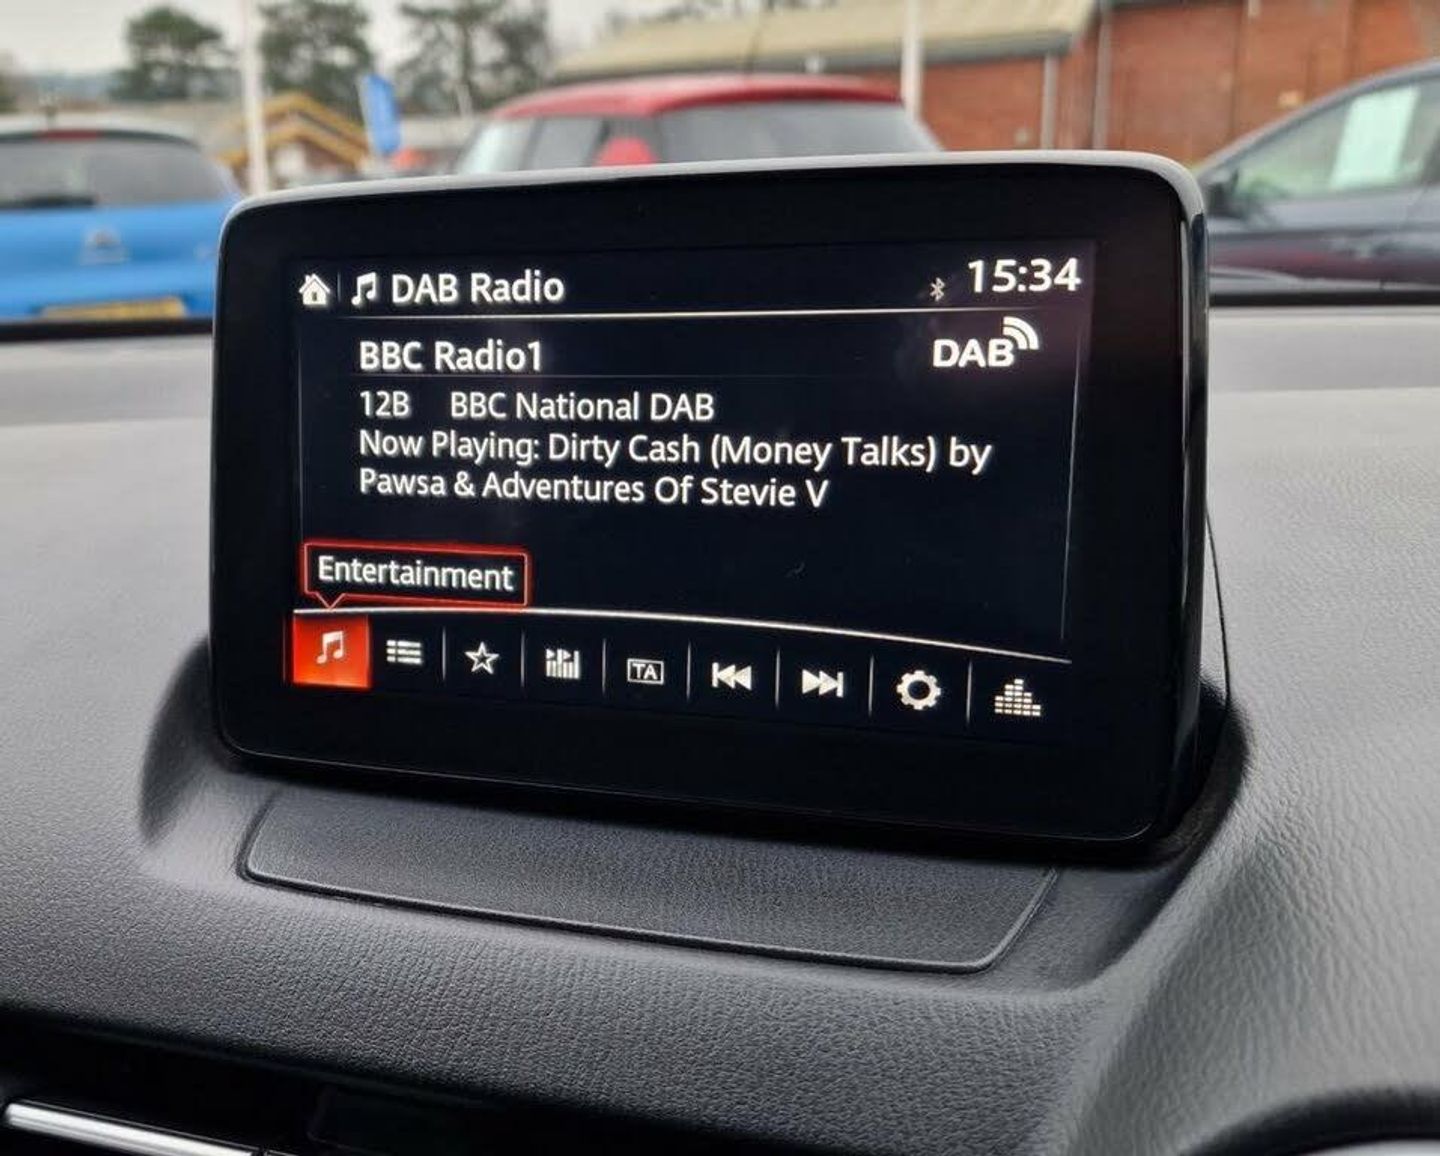 DAB Radio 15:34
BBC Radio1 DAB
12B BBC National DAB
Now Playing: Dirty Cash (Money Talks) by
Pawsa & Adventures Of Stevie V
Entertainment
TA